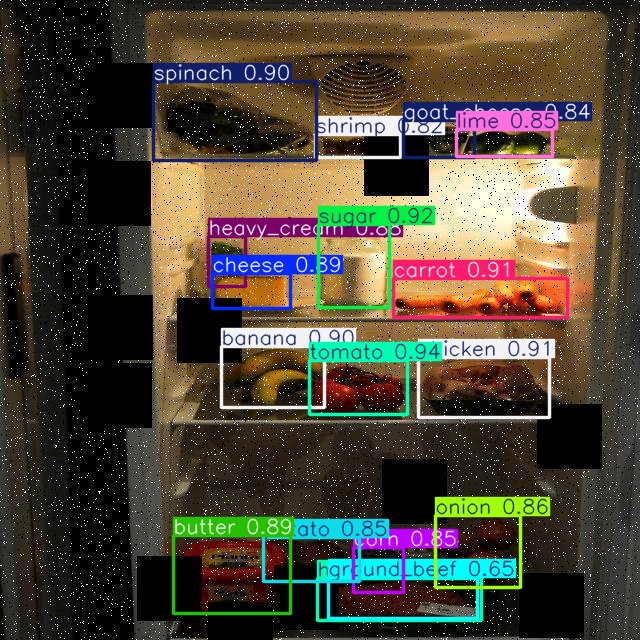 spinach 0.90
goat_cheese 0.84
lime 0.85
shrimp 0.82
sugar 0.92
heavy_cream 0.83
cheese 0.89
carrot 0.91
banana 0.90
tomato 0.94
icken 0.91
onion 0.86
butter 0.89
ato 0.85
corn 0.85
ground_beef 0.65